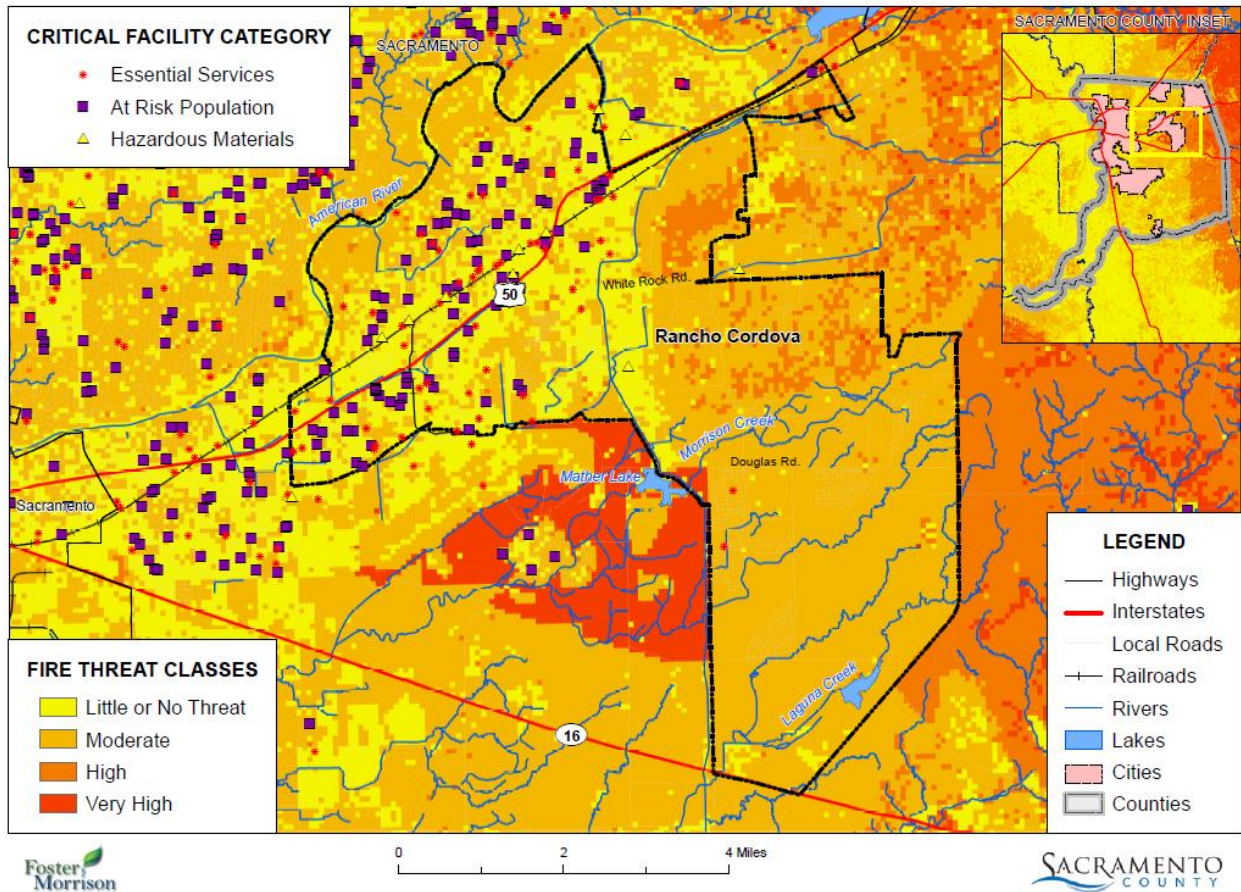 CRITICAL FACILITY CATEGORY
Essential Services
At Risk Population
Hazardous Materials
SACRAMENTO
SACRAMENTO COUNTY INSET
American River
50
White Rock Rd.
Rancho Cordova
Morrison Creek
Douglas Rd.
Mather Lake
Sacramento
Laguna Creek
16
FIRE THREAT CLASSES
Little or No Threat
Moderate
High
Very High
LEGEND
Highways
Interstates
Local Roads
Railroads
Rivers
Lakes
Cities
Counties
Foster
Morrison
0 2 4 Miles
SACRAMENTO
COUNTY